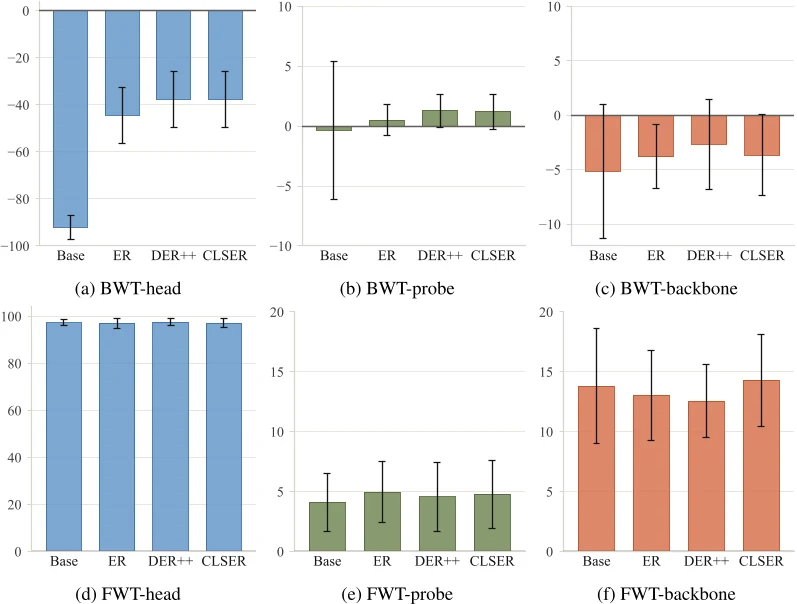 0
−20
−40
−60
−80
−100
Base ER DER++ CLSER
(a) BWT-head
10
5
0
−5
−10
Base ER DER++ CLSER
(b) BWT-probe
10
5
0
−5
−10
Base ER DER++ CLSER
(c) BWT-backbone
100
80
60
40
20
0
Base ER DER++ CLSER
(d) FWT-head
20
15
10
5
0
Base ER DER++ CLSER
(e) FWT-probe
20
15
10
5
0
Base ER DER++ CLSER
(f) FWT-backbone